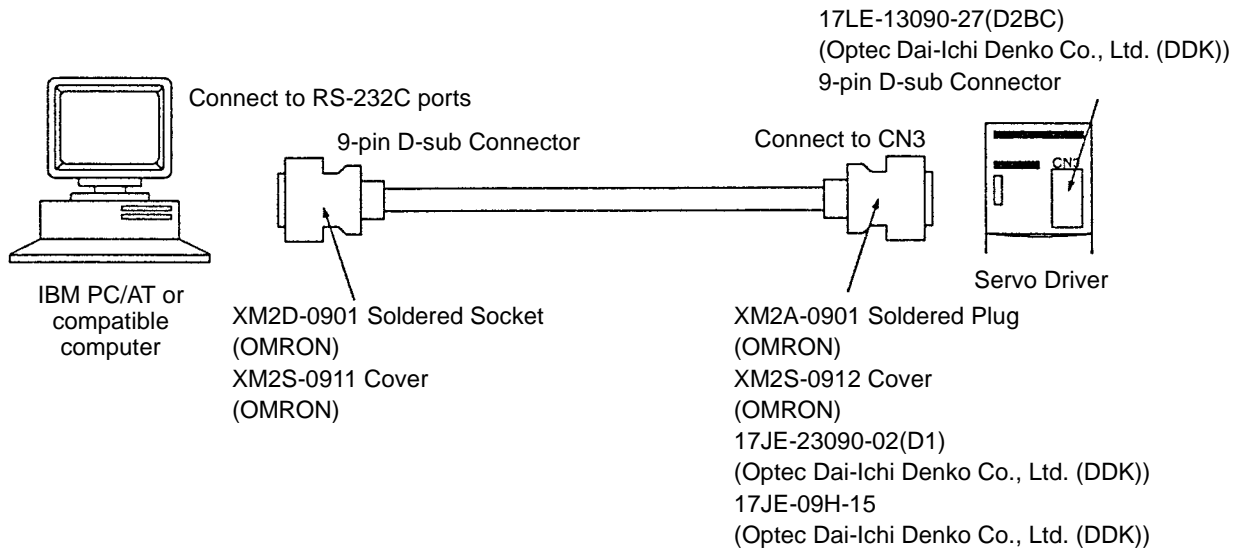 17LE-13090-27(D2BC)
(Optec Dai-Ichi Denko Co., Ltd. (DDK))
9-pin D-sub Connector
Connect to RS-232C ports
9-pin D-sub Connector
Connect to CN3
CN3
Servo Driver
IBM PC/AT or
compatible
computer
XM2D-0901 Soldered Socket
(OMRON)
XM2S-0911 Cover
(OMRON)
XM2A-0901 Soldered Plug
(OMRON)
XM2S-0912 Cover
(OMRON)
17JE-23090-02(D1)
(Optec Dai-Ichi Denko Co., Ltd. (DDK))
17JE-09H-15
(Optec Dai-Ichi Denko Co., Ltd. (DDK))